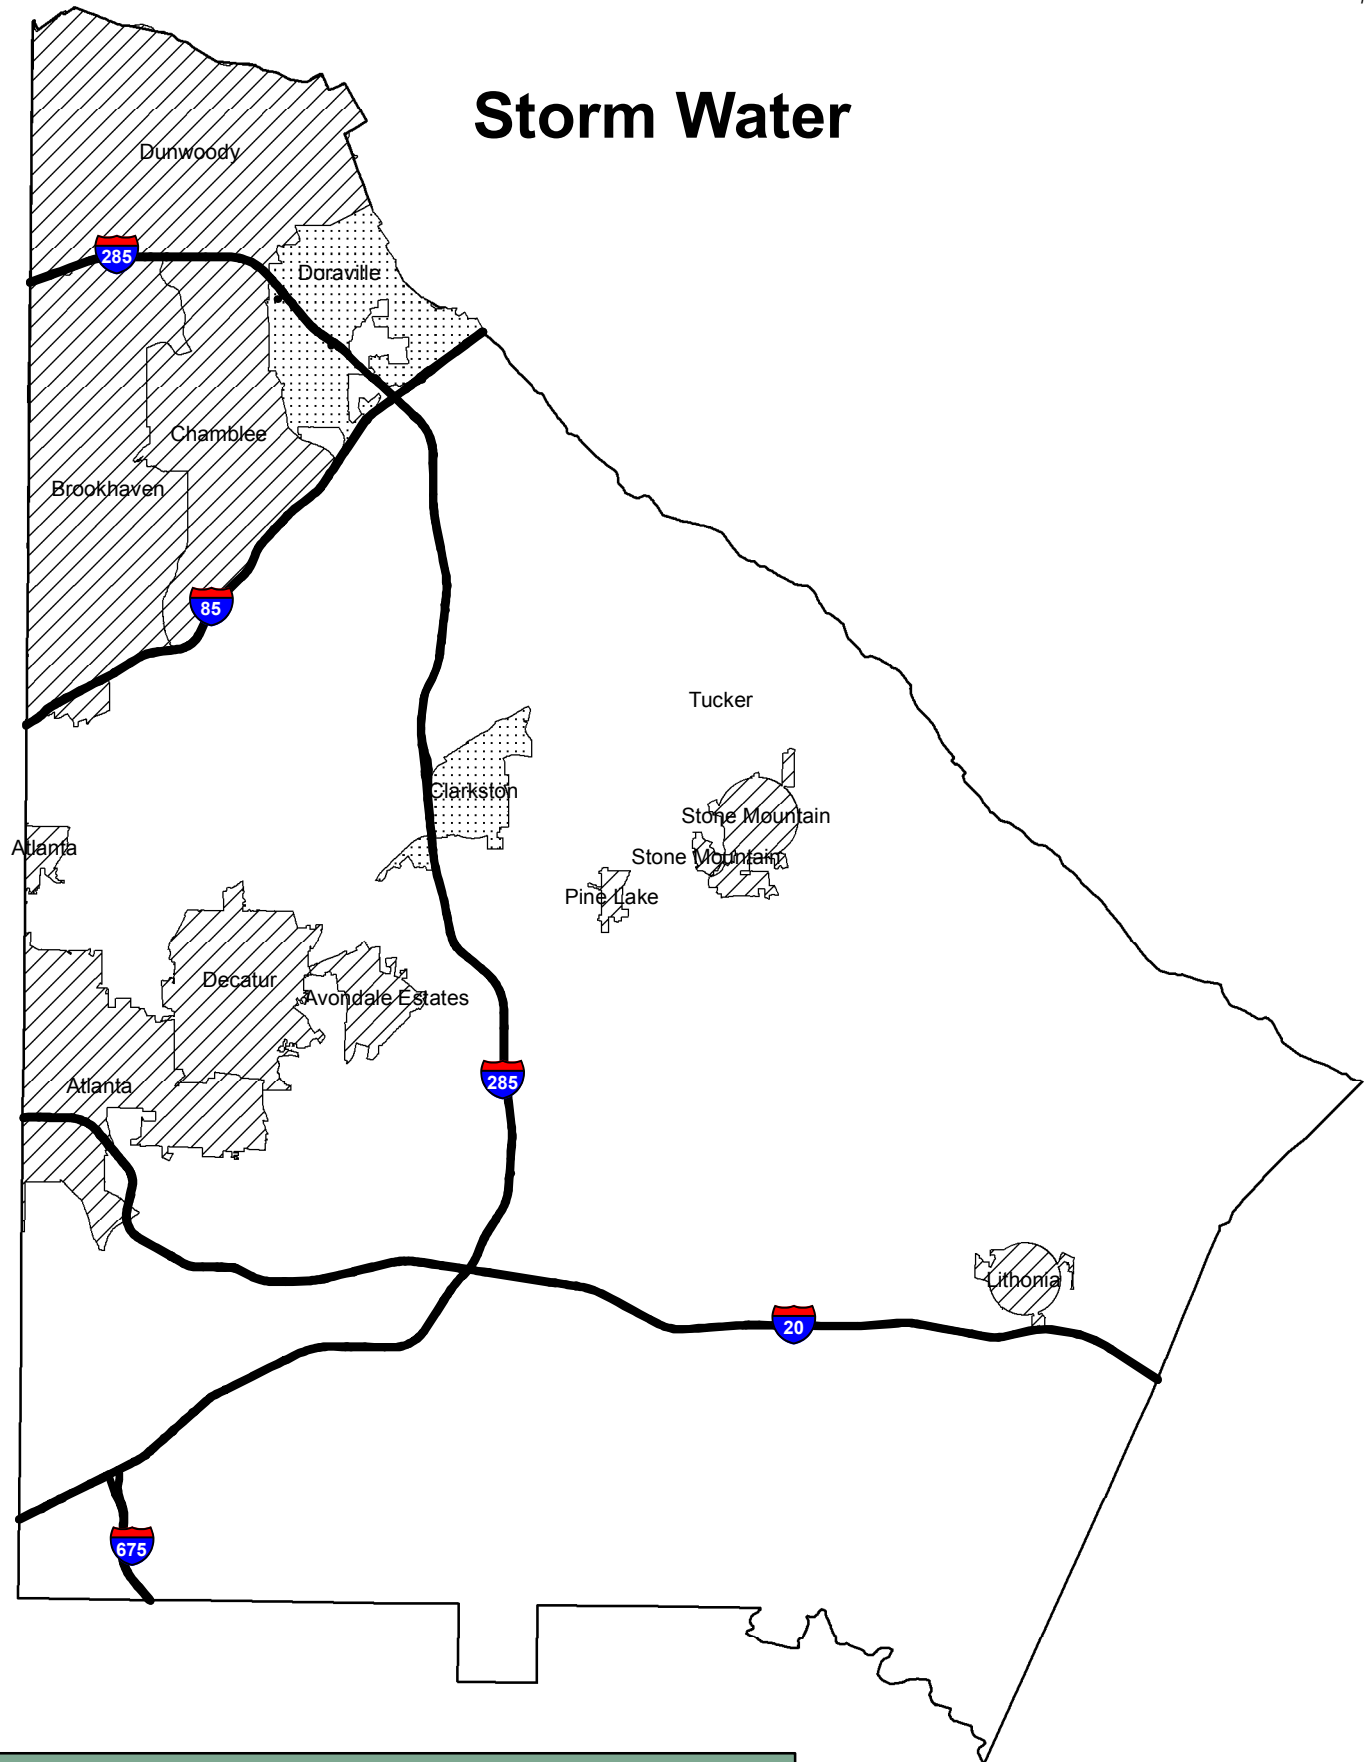 Storm Water
Dunwoody
285
Doraville
Chamblee
Brookhaven
85
Tucker
Clarkston
Stone Mountain
Atlanta
Stone Mountain
Pine Lake
Decatur
Avondale Estates
285
Atlanta
Lithonia
20
675